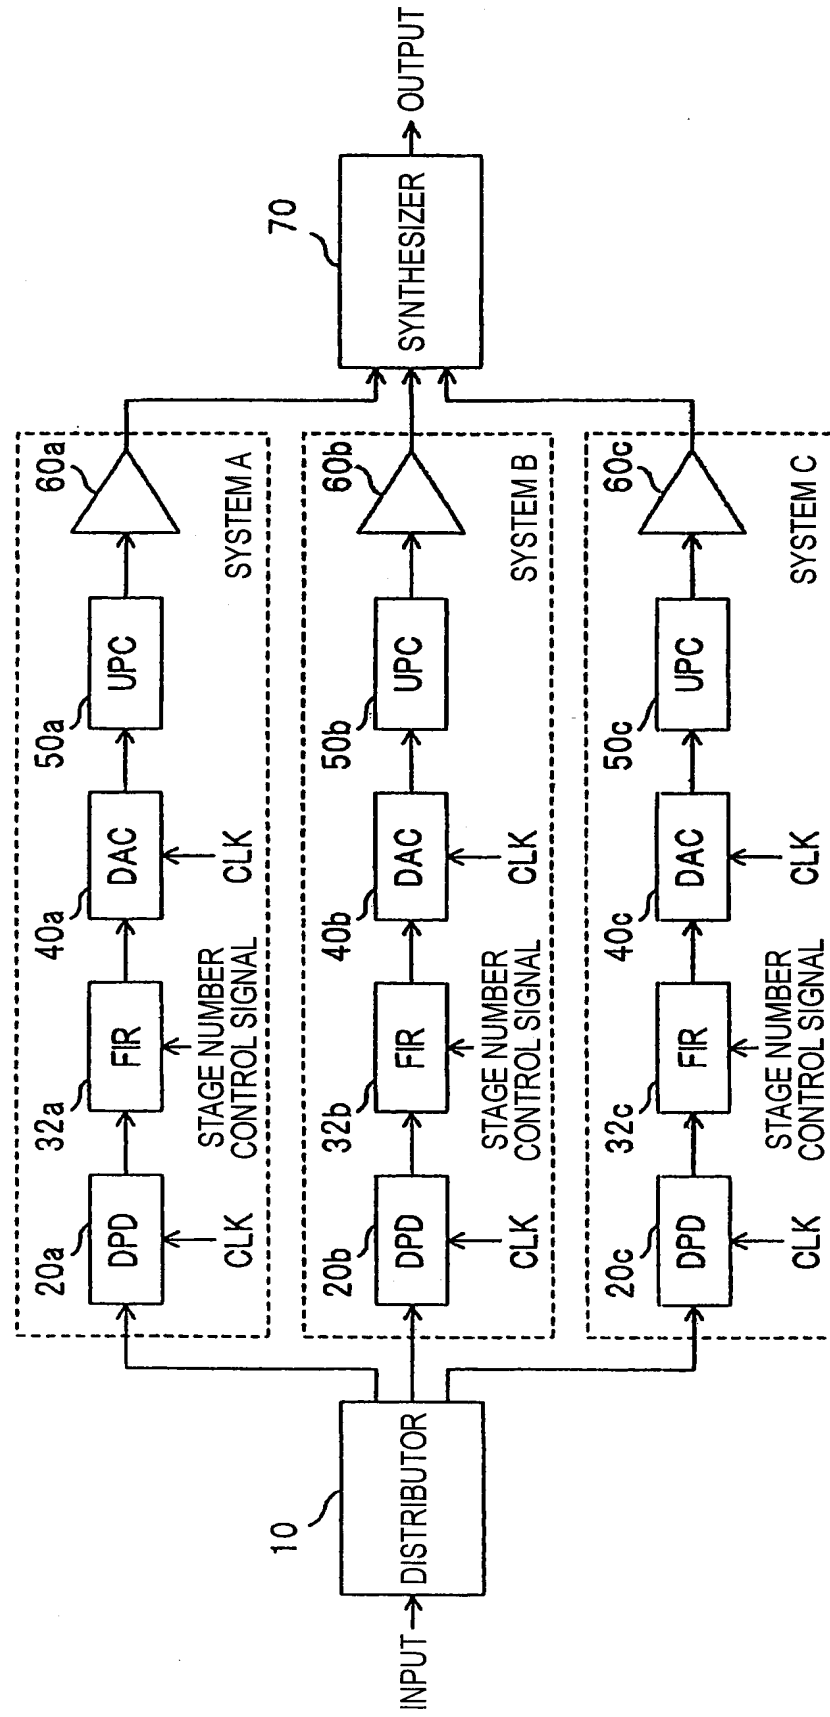 INPUT
10
DISTRIBUTOR
20a
DPD
CLK
32a
FIR
STAGE NUMBER
CONTROL SIGNAL
40a
DAC
CLK
50a
UPC
60a
SYSTEM A
20b
DPD
CLK
32b
FIR
STAGE NUMBER
CONTROL SIGNAL
40b
DAC
CLK
50b
UPC
60b
SYSTEM B
20c
DPD
CLK
32c
FIR
STAGE NUMBER
CONTROL SIGNAL
40c
DAC
CLK
50c
UPC
60c
SYSTEM C
70
SYNTHESIZER
OUTPUT